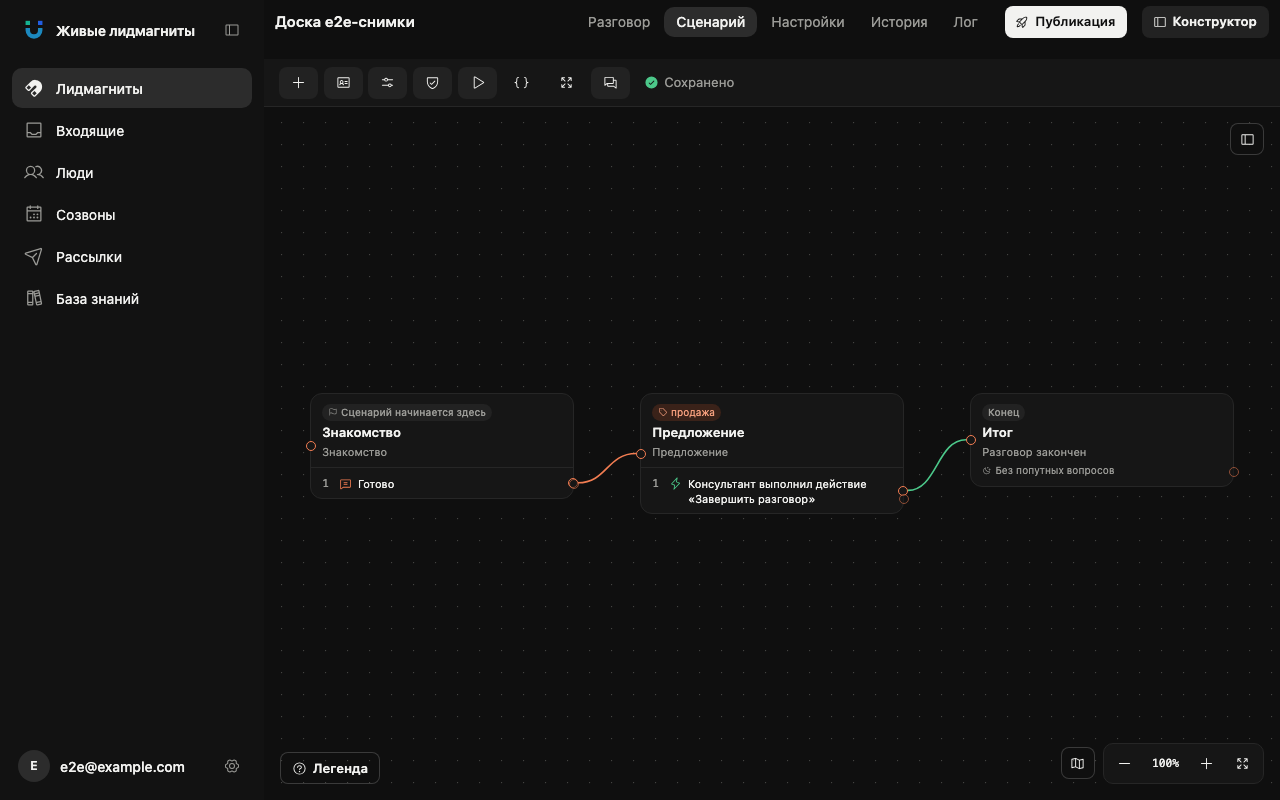 Живые лидмагниты
Доска e2e-снимки
Разговор
Сценарий
Настройки
История
Лог
Публикация
Конструктор
Лидмагниты
Входящие
Люди
Созвоны
Рассылки
База знаний
Сохранено
Сценарий начинается здесь
Знакомство
Знакомство
1 Готово
продажа
Предложение
Предложение
1 Консультант выполнил действие
«Завершить разговор»
Конец
Итог
Разговор закончен
Без попутных вопросов
E
e2e@example.com
Легенда
100%